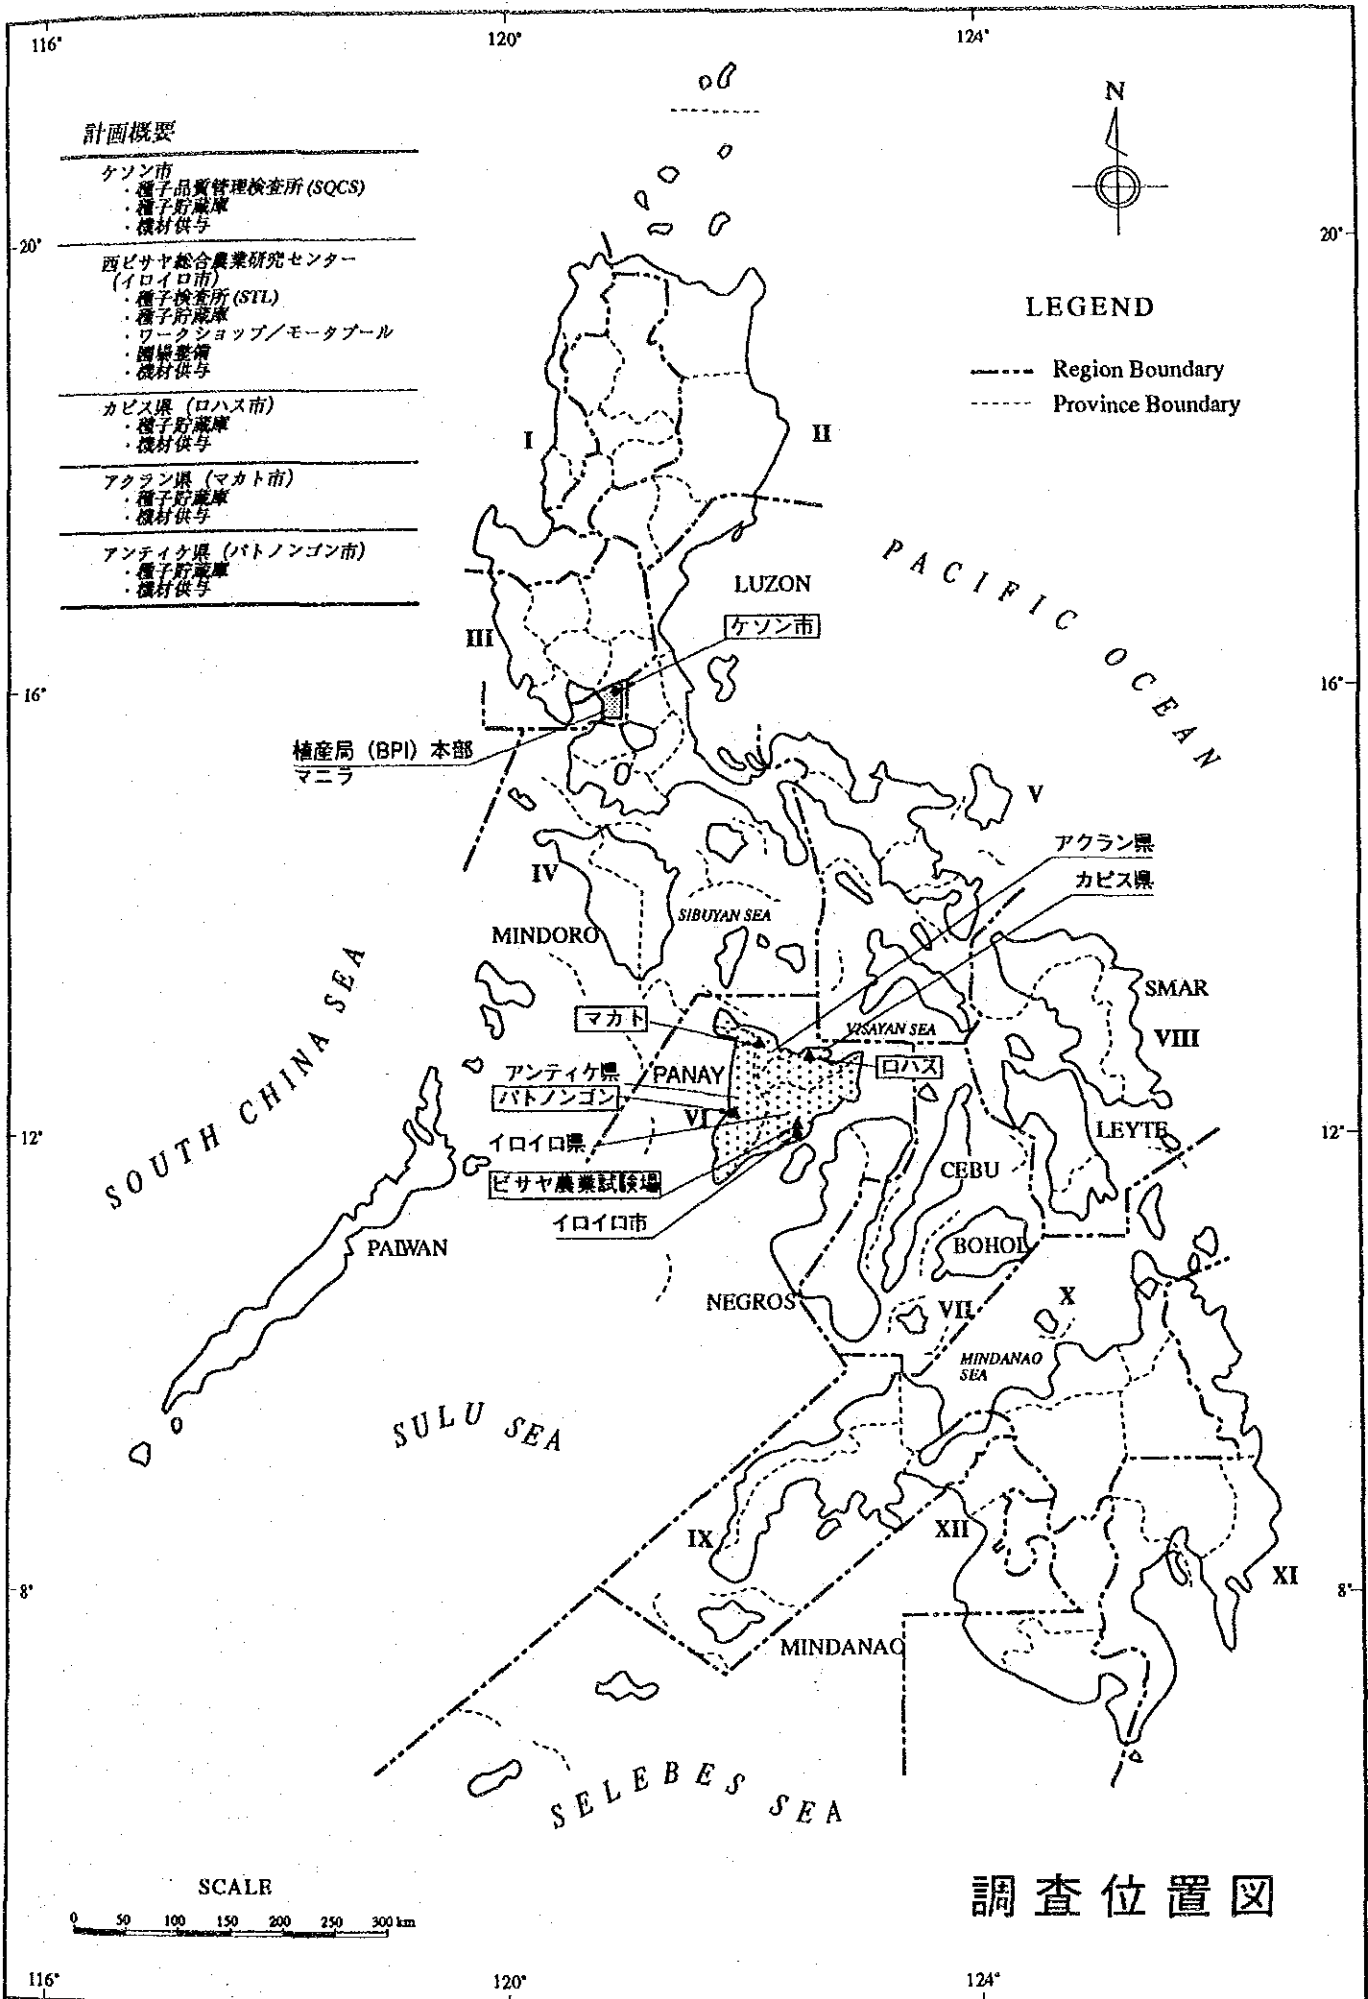 116°
120°
124°
N
計画概要
ケソン市
・種子品質管理検査所(SQCS)
・種子貯蔵庫
・機材供与
西ビサヤ総合農業研究センター
(イロイロ市)
・種子検査所(STL)
・種子貯蔵庫
・ワークショップ/モータプール
・圃場整備
・機材供与
カピス県(ロハス市)
・種子貯蔵庫
・機材供与
アクラン県(マカト市)
・種子貯蔵庫
・機材供与
アンティケ県(パトノンゴン市)
・種子貯蔵庫
・機材供与
20°
20°
LEGEND
Region Boundary
Province Boundary
I
II
PACIFIC OCEAN
LUZON
ケソン市
III
16°
16°
植産局(BPI)本部
マニラ
V
アクラン県
カピス県
IV
SIBUYAN SEA
MINDORO
SOUTH CHINA SEA
SMAR
VIII
マカト
VISAYAN SEA
ロハス
アンティケ県
PANAY
パトノンゴン
VI
12°
12°
イロイロ県
LEYTE
CEBU
ビサヤ農業試験場
イロイロ市
PALWAN
BOHOL
NEGROS
VII
X
MINDANAO
SEA
SULU SEA
IX
XII
XI
8°
8°
MINDANAO
SELEBES SEA
SCALE
0 50 100 150 200 250 300 km
調査位置図
116°
120°
124°